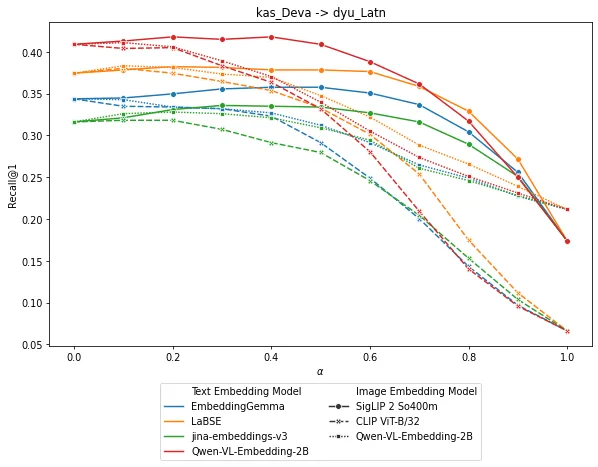 kas_Deva -> dyu_Latn
Recall@1
0.40
0.35
0.30
0.25
0.20
0.15
0.10
0.05
0.0
0.2
0.4
0.6
0.8
1.0
α
Text Embedding Model
EmbeddingGemma
LaBSE
jina-embeddings-v3
Qwen-VL-Embedding-2B
Image Embedding Model
SigLIP 2 So400m
CLIP ViT-B/32
Qwen-VL-Embedding-2B